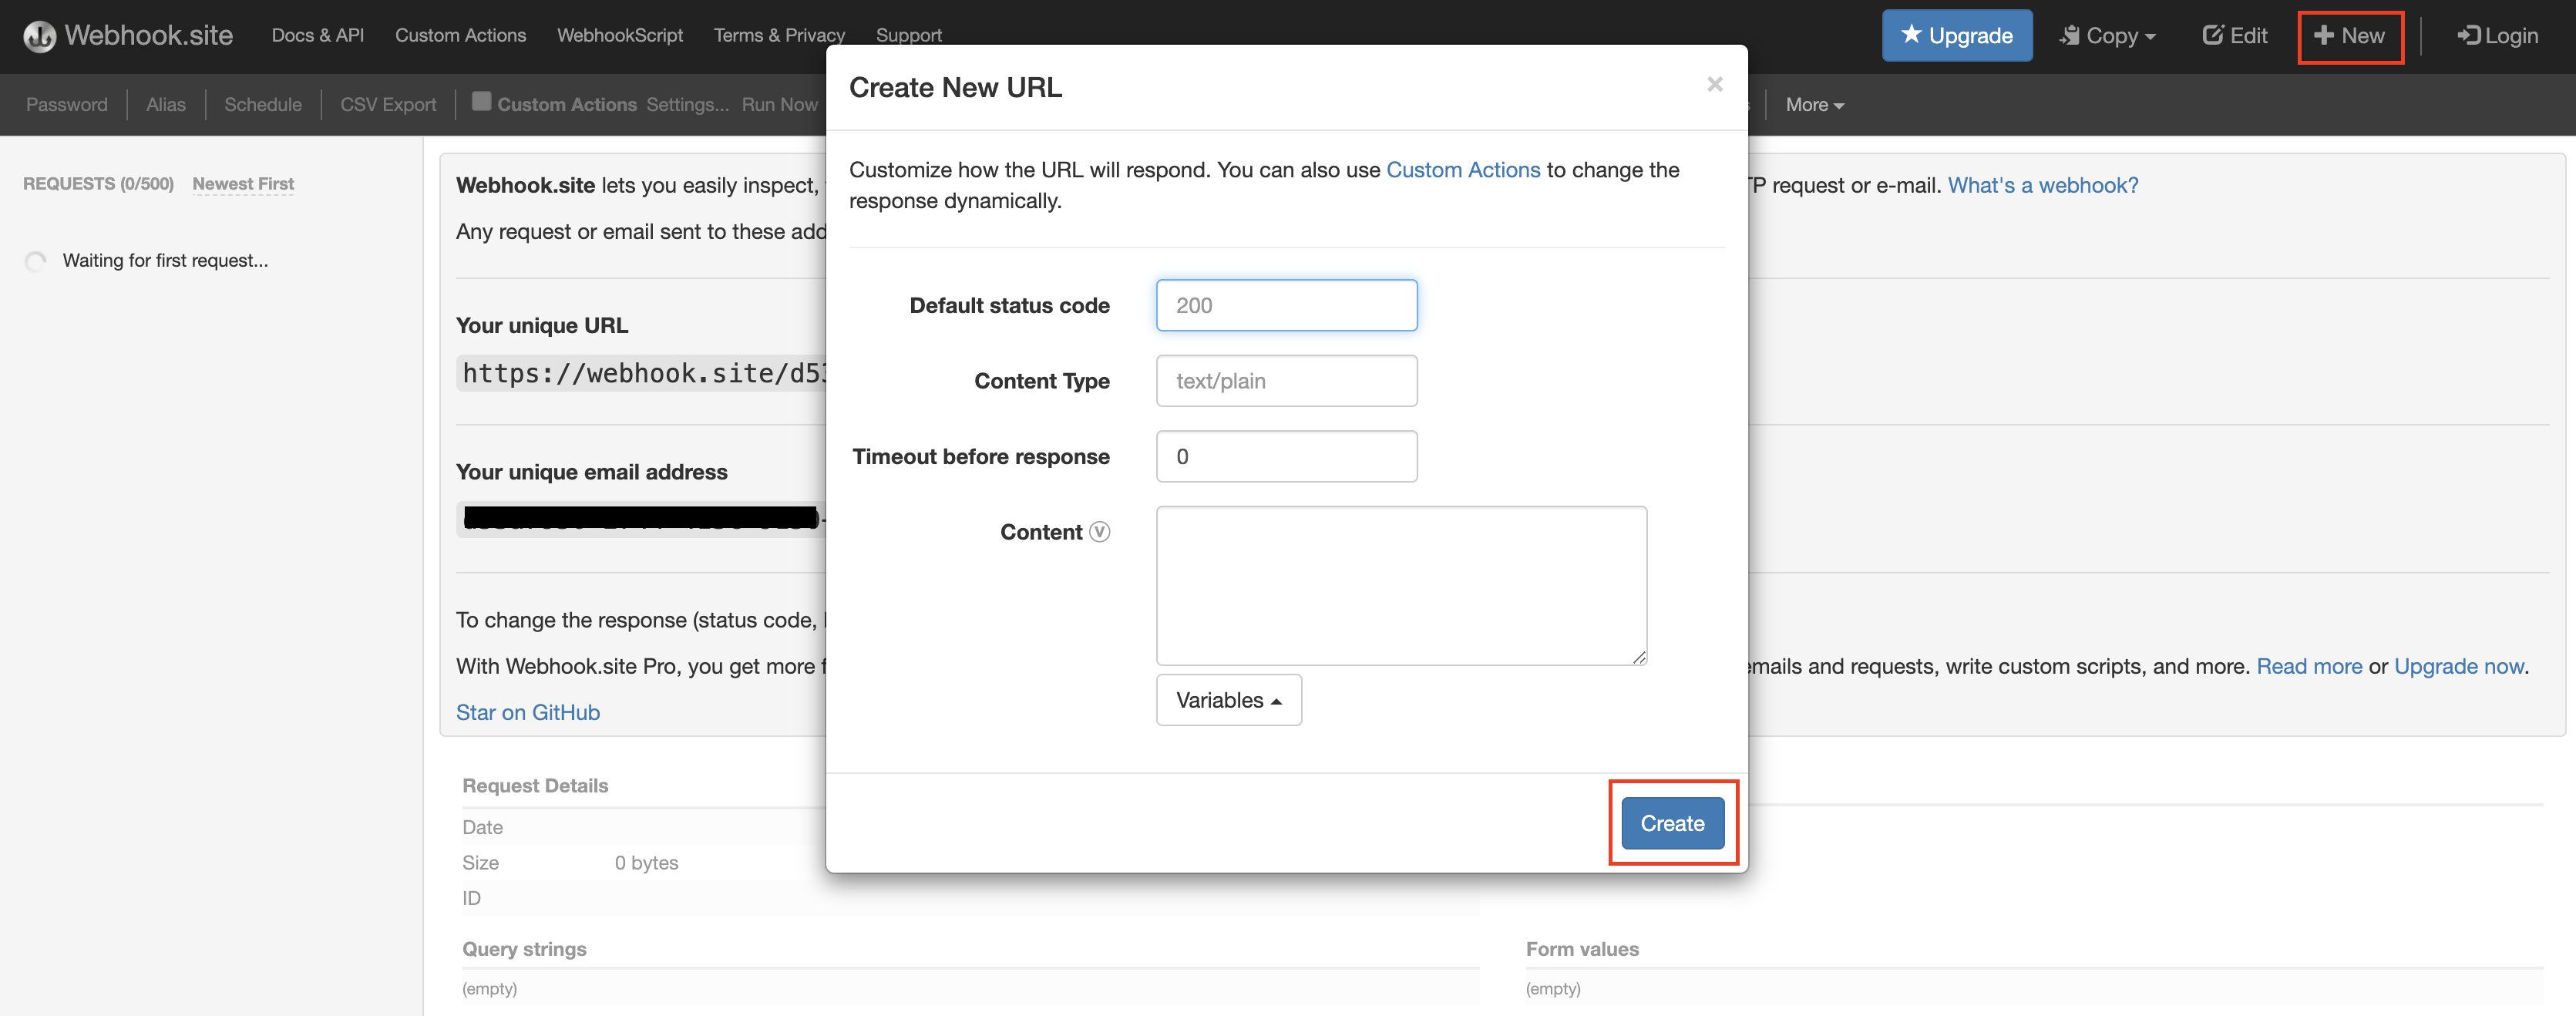 Webhook.site Docs & API Custom Actions WebhookScript Terms & Privacy Support Upgrade Copy Edit New Login
Password Alias Schedule CSV Export Custom Actions Settings... Run Now More
REQUESTS (0/500) Newest First
Waiting for first request...
Webhook.site lets you easily inspect,
TP request or e-mail. What's a webhook?
Any request or email sent to these add
Your unique URL
https://webhook.site/d53
Your unique email address
To change the response (status code,
With Webhook.site Pro, you get more f
emails and requests, write custom scripts, and more. Read more or Upgrade now.
Star on GitHub
Create New URL ×
Customize how the URL will respond. You can also use Custom Actions to change the
response dynamically.
Default status code 200
Content Type text/plain
Timeout before response 0
Content V
Variables
Create
Request Details
Date
Size 0 bytes
ID
Query strings
(empty)
Form values
(empty)